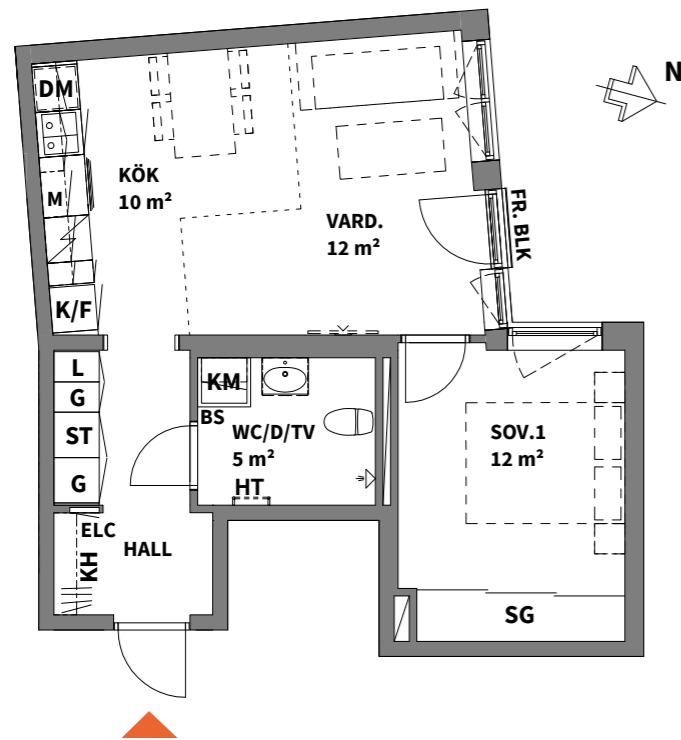 N
DM
KÖK
10 m²
M
VARD.
12 m²
FR. BLK
K/F
L
G
ST
G
KM
BS
WC/D/TV
5 m²
HT
SOV.1
12 m²
ELC
KH
HALL
SG